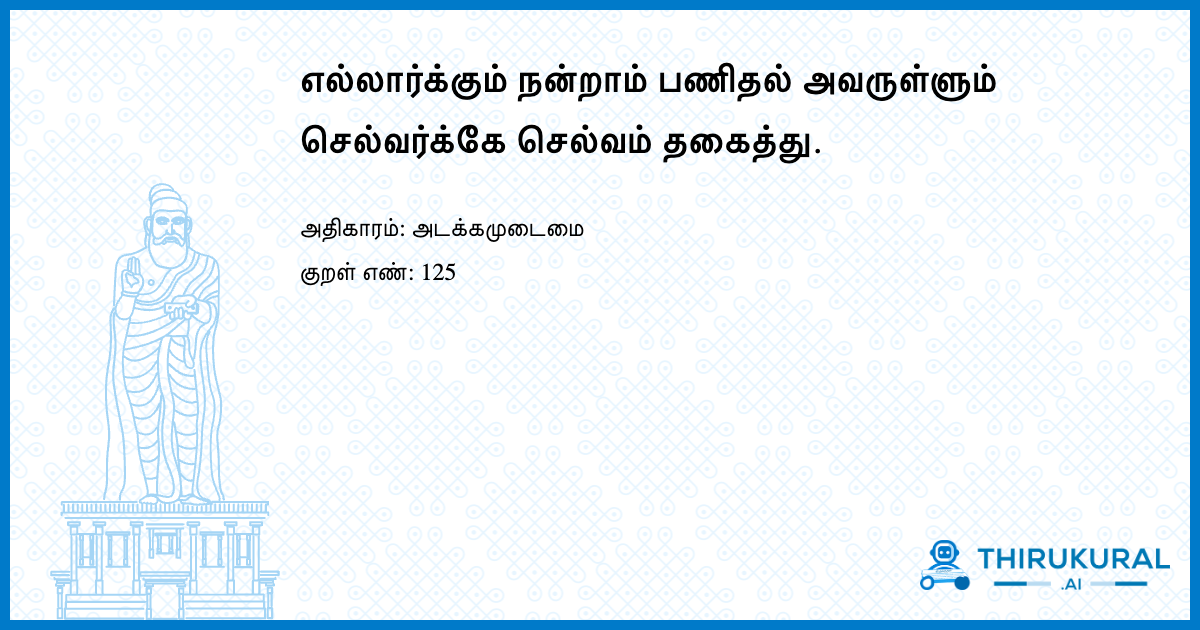 எல்லார்க்கும் நன்றாம் பணிதல் அவருள்ளும்
செல்வர்க்கே செல்வம் தகைத்து.
அதிகாரம்: அடக்கமுடைமை
குறள் எண்: 125
THIRUKURAL
.AI